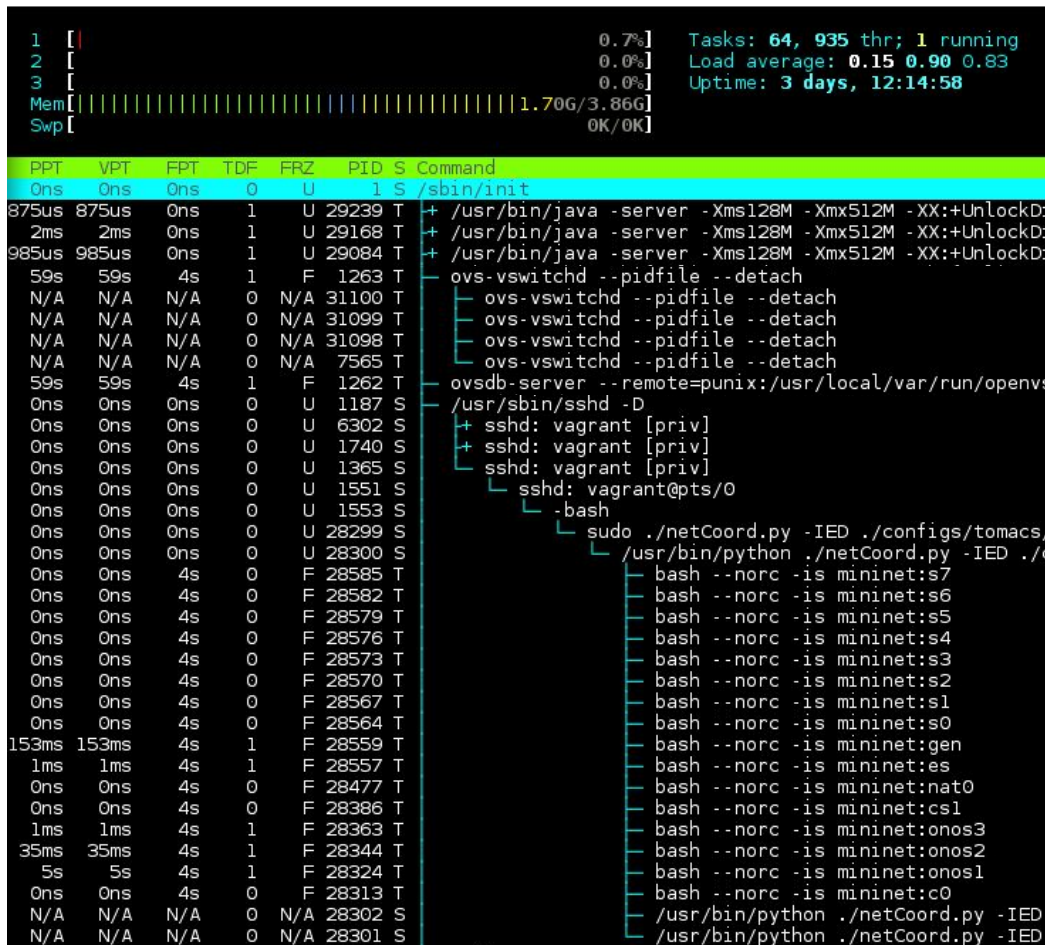 1 [| 0.7%] Tasks: 64, 935 thr; 1 running
2 [ 0.0%] Load average: 0.15 0.90 0.83
3 [ 0.0%] Uptime: 3 days, 12:14:58
Mem[|||||||||||||||||||||||||||||||||||||||1.70G/3.86G]
Swp[ 0K/0K]
PPT VPT FPT TDF FRZ PID S Command
0ns 0ns 0ns 0 U 1 S /sbin/init
875us 875us 0ns 1 U 29239 T ├+ /usr/bin/java -server -Xms128M -Xmx512M -XX:+UnlockDi
2ms 2ms 0ns 1 U 29168 T ├+ /usr/bin/java -server -Xms128M -Xmx512M -XX:+UnlockDi
985us 985us 0ns 1 U 29084 T ├+ /usr/bin/java -server -Xms128M -Xmx512M -XX:+UnlockDi
59s 59s 4s 1 F 1263 T ├─ ovs-vswitchd --pidfile --detach
N/A N/A N/A 0 N/A 31100 T │ ├─ ovs-vswitchd --pidfile --detach
N/A N/A N/A 0 N/A 31099 T │ ├─ ovs-vswitchd --pidfile --detach
N/A N/A N/A 0 N/A 31098 T │ ├─ ovs-vswitchd --pidfile --detach
N/A N/A N/A 0 N/A 7565 T │ └─ ovs-vswitchd --pidfile --detach
59s 59s 4s 1 F 1262 T ├─ ovsdb-server --remote=punix:/usr/local/var/run/openvs
0ns 0ns 0ns 0 U 1187 S ├─ /usr/sbin/sshd -D
0ns 0ns 0ns 0 U 6302 S │ ├+ sshd: vagrant [priv]
0ns 0ns 0ns 0 U 1740 S │ ├+ sshd: vagrant [priv]
0ns 0ns 0ns 0 U 1365 S │ └─ sshd: vagrant [priv]
0ns 0ns 0ns 0 U 1551 S │ └─ sshd: vagrant@pts/0
0ns 0ns 0ns 0 U 1553 S │ └─ -bash
0ns 0ns 0ns 0 U 28299 S │ └─ sudo ./netCoord.py -IED ./configs/tomacs/
0ns 0ns 0ns 0 U 28300 S │ └─ /usr/bin/python ./netCoord.py -IED ./c
0ns 0ns 4s 0 F 28585 T │ ├─ bash --norc -is mininet:s7
0ns 0ns 4s 0 F 28582 T │ ├─ bash --norc -is mininet:s6
0ns 0ns 4s 0 F 28579 T │ ├─ bash --norc -is mininet:s5
0ns 0ns 4s 0 F 28576 T │ ├─ bash --norc -is mininet:s4
0ns 0ns 4s 0 F 28573 T │ ├─ bash --norc -is mininet:s3
0ns 0ns 4s 0 F 28570 T │ ├─ bash --norc -is mininet:s2
0ns 0ns 4s 0 F 28567 T │ ├─ bash --norc -is mininet:s1
0ns 0ns 4s 0 F 28564 T │ ├─ bash --norc -is mininet:s0
153ms 153ms 4s 1 F 28559 T │ ├─ bash --norc -is mininet:gen
1ms 1ms 4s 1 F 28557 T │ ├─ bash --norc -is mininet:es
0ns 0ns 4s 0 F 28477 T │ ├─ bash --norc -is mininet:nat0
0ns 0ns 4s 0 F 28386 T │ ├─ bash --norc -is mininet:cs1
1ms 1ms 4s 1 F 28363 T │ ├─ bash --norc -is mininet:onos3
35ms 35ms 4s 1 F 28344 T │ ├─ bash --norc -is mininet:onos2
5s 5s 4s 1 F 28324 T │ ├─ bash --norc -is mininet:onos1
0ns 0ns 4s 0 F 28313 T │ ├─ bash --norc -is mininet:c0
N/A N/A N/A 0 N/A 28302 S │ ├─ /usr/bin/python ./netCoord.py -IED
N/A N/A N/A 0 N/A 28301 S │ └─ /usr/bin/python ./netCoord.py -IED